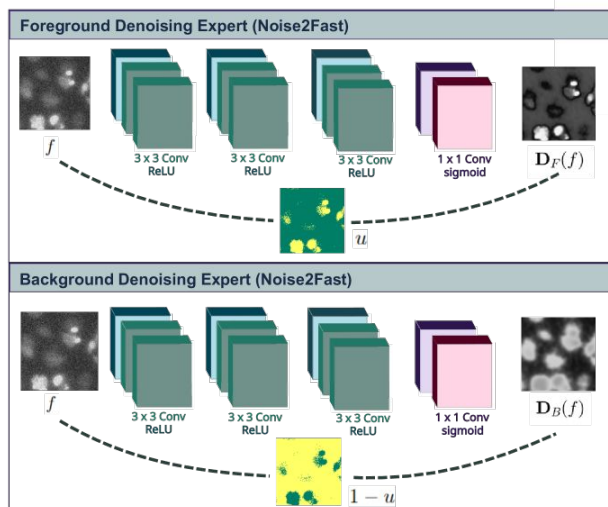 Foreground Denoising Expert (Noise2Fast)
f
3 x 3 Conv
ReLU
3 x 3 Conv
ReLU
3 x 3 Conv
ReLU
1 x 1 Conv
sigmoid
D_F(f)
u
Background Denoising Expert (Noise2Fast)
f
3 x 3 Conv
ReLU
3 x 3 Conv
ReLU
3 x 3 Conv
ReLU
1 x 1 Conv
sigmoid
D_B(f)
1 − u